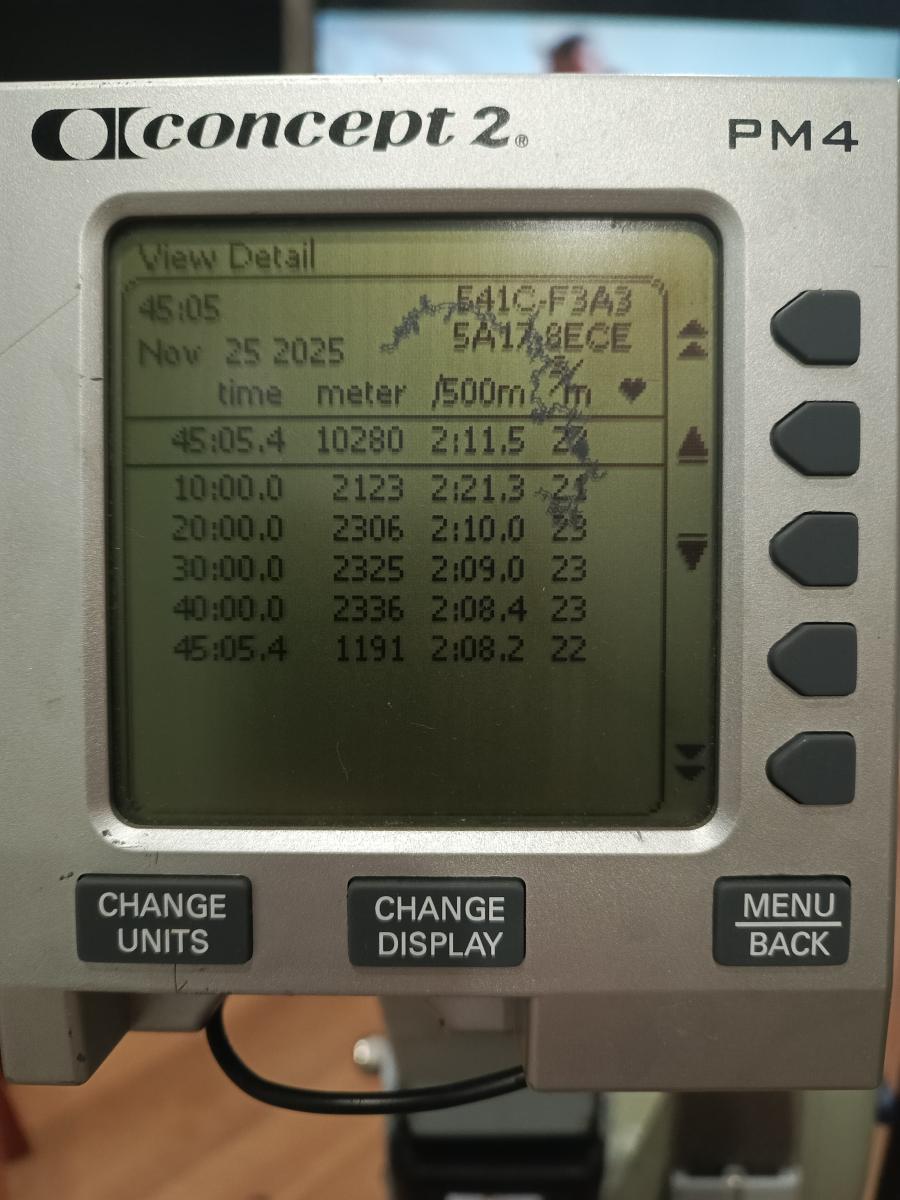 concept 2®
PM4
View Detail
45:05
Nov 25 2025
5A17-8ECE
time meter /500m /m ♥
45:05.4 10280 2:11.5
10:00.0 2123 2:21.3 21
20:00.0 2306 2:10.0 23
30:00.0 2325 2:09.0 23
40:00.0 2336 2:08.4 23
45:05.4 1191 2:08.2 22
CHANGE
UNITS
CHANGE
DISPLAY
MENU
BACK